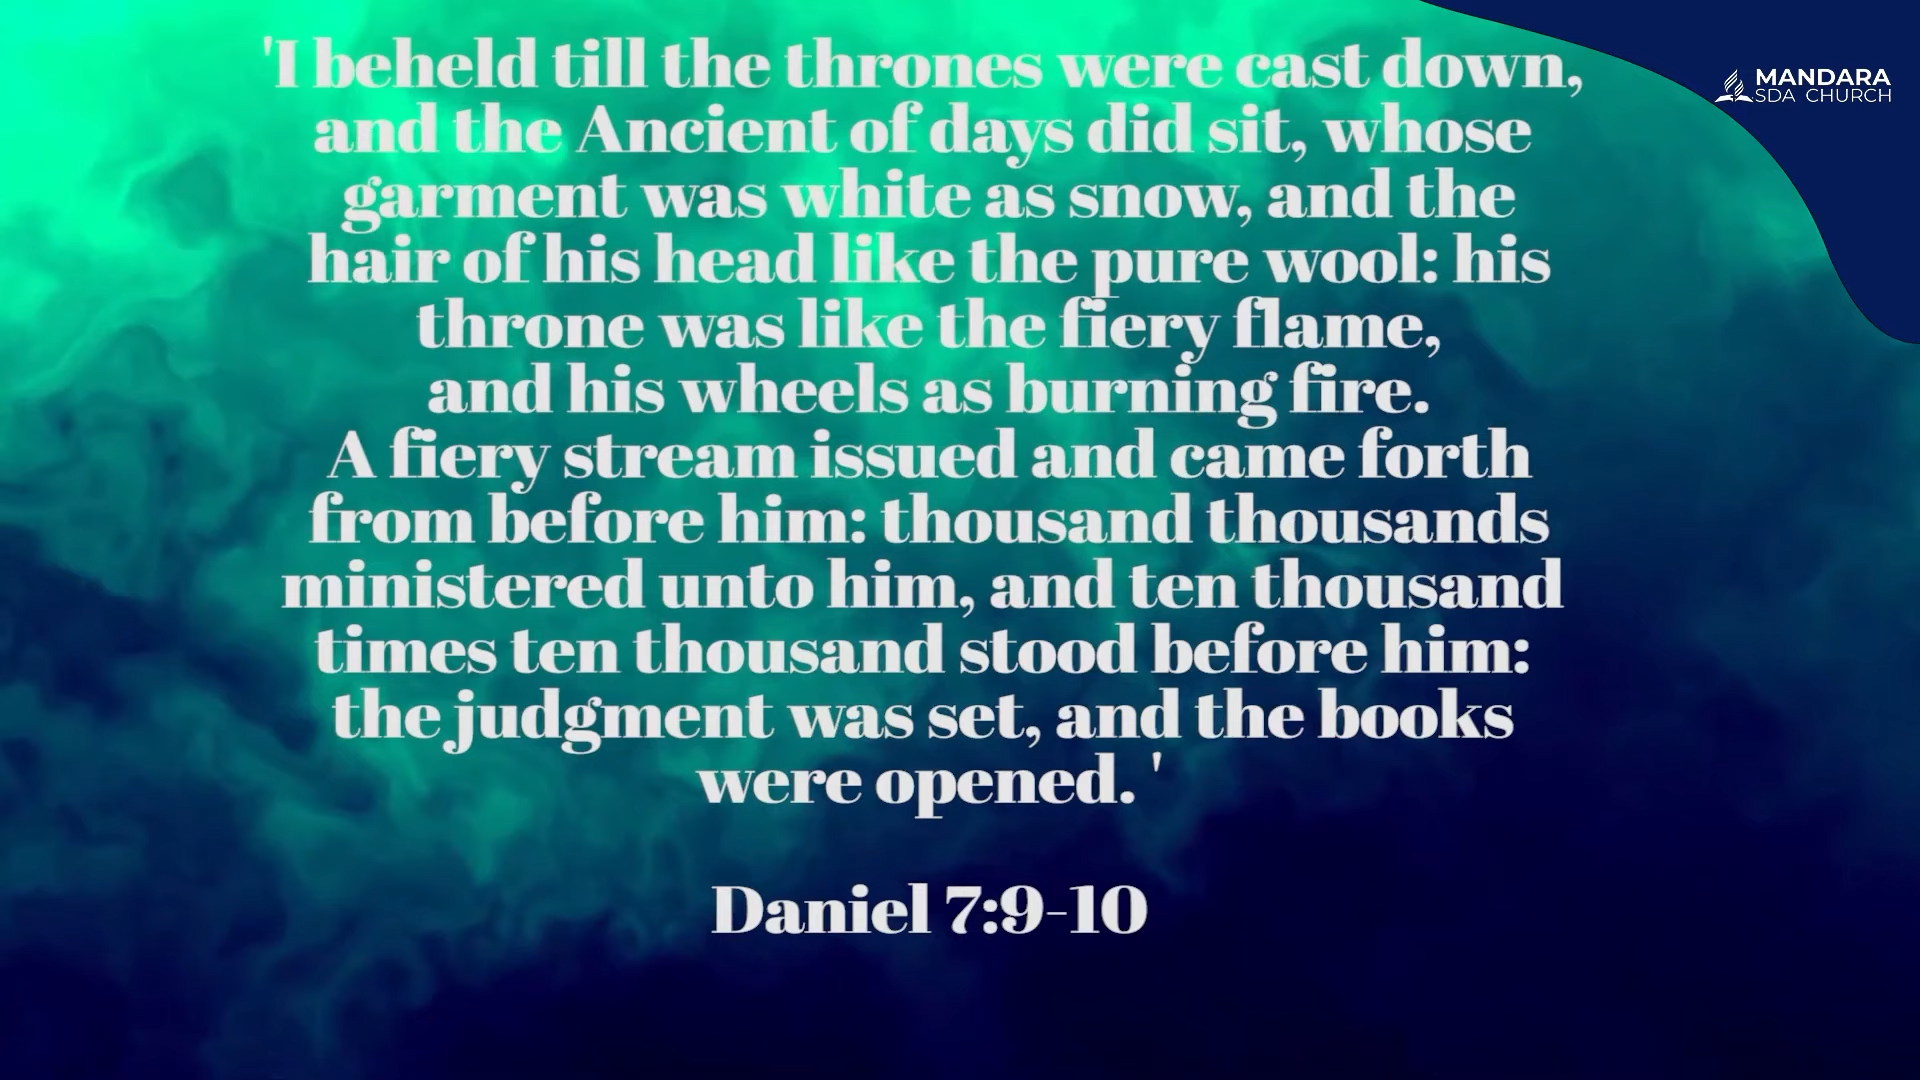 'I beheld till the thrones were cast down,
and the Ancient of days did sit, whose
garment was white as snow, and the
hair of his head like the pure wool: his
throne was like the fiery flame,
and his wheels as burning fire.
A fiery stream issued and came forth
from before him: thousand thousands
ministered unto him, and ten thousand
times ten thousand stood before him:
the judgment was set, and the books
were opened. '
Daniel 7:9-10
MANDARA
SDA CHURCH